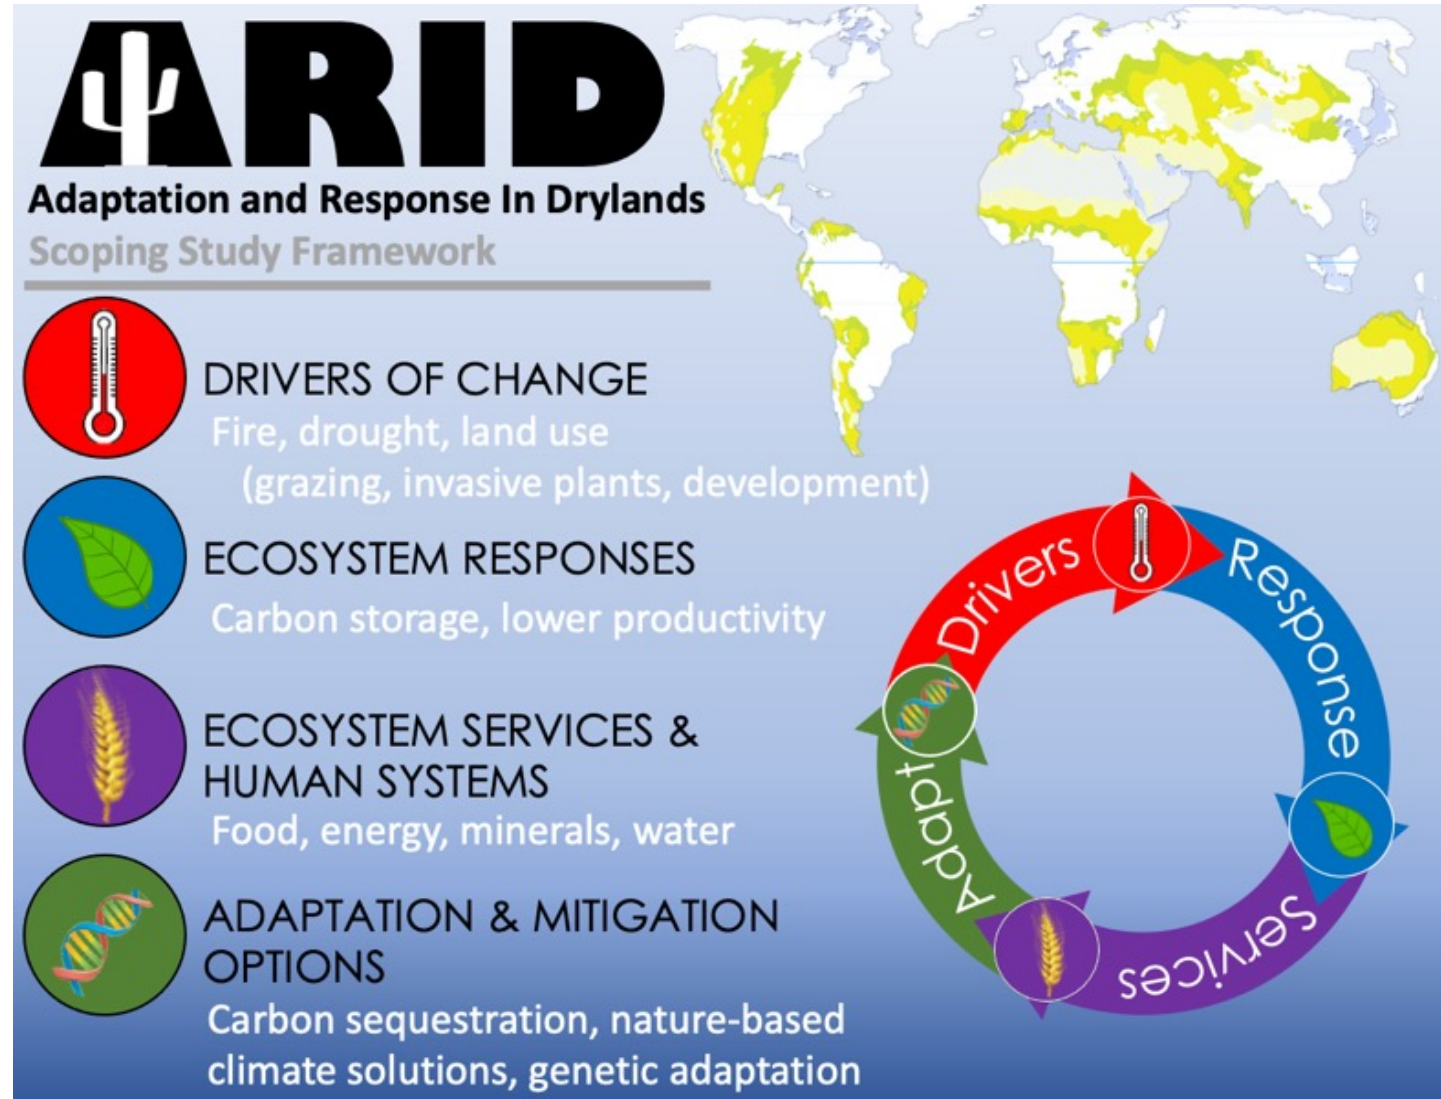 ARID
Adaptation and Response In Drylands
Scoping Study Framework
DRIVERS OF CHANGE
Fire, drought, land use
(grazing, invasive plants, development)
ECOSYSTEM RESPONSES
Carbon storage, lower productivity
ECOSYSTEM SERVICES &
HUMAN SYSTEMS
Food, energy, minerals, water
ADAPTATION & MITIGATION
OPTIONS
Carbon sequestration, nature-based
climate solutions, genetic adaptation
Drivers
Response
Services
Adapt